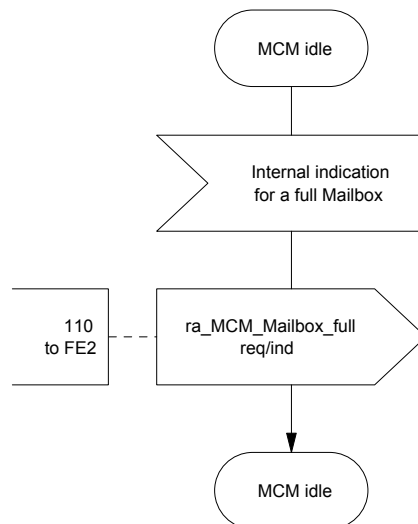 MCM idle
Internal indication
for a full Mailbox
110
to FE2
ra_MCM_Mailbox_full
req/ind
MCM idle